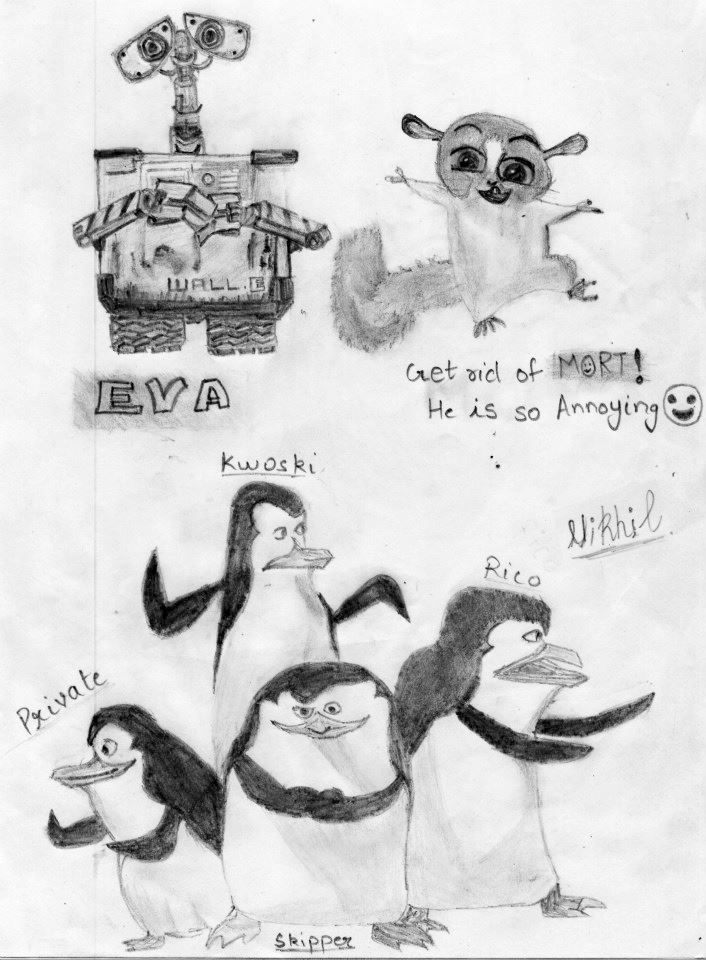 WALL·E
EVA
Get rid of MORT!
He is so Annoying
Kwoski
Nikhil
Rico
Private
Skipper